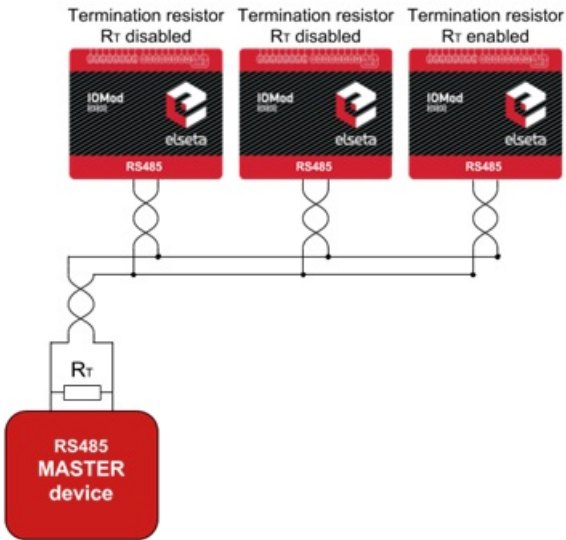 Termination resistor
RT disabled
Termination resistor
RT disabled
Termination resistor
RT enabled
IOMod
elseta
RS485
IOMod
elseta
RS485
IOMod
elseta
RS485
RT
RS485
MASTER
device